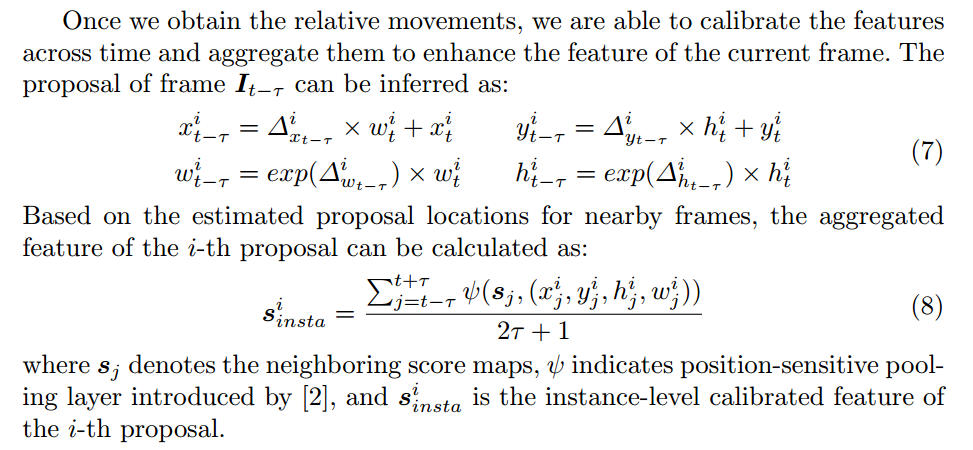 Once we obtain the relative movements, we are able to calibrate the features
across time and aggregate them to enhance the feature of the current frame. The
proposal of frame $\boldsymbol{I}_{t-\tau}$ can be inferred as:
$x^i_{t-\tau} = \Delta^i_{x_{t-\tau}} \times w^i_t + x^i_t \qquad y^i_{t-\tau} = \Delta^i_{y_{t-\tau}} \times h^i_t + y^i_t$
$w^i_{t-\tau} = exp(\Delta^i_{w_{t-\tau}}) \times w^i_t \qquad h^i_{t-\tau} = exp(\Delta^i_{h_{t-\tau}}) \times h^i_t$ (7)
Based on the estimated proposal locations for nearby frames, the aggregated
feature of the i-th proposal can be calculated as:
$\boldsymbol{s}^i_{insta} = \frac{\sum_{j=t-\tau}^{t+\tau} \psi(\boldsymbol{s}_j, (x^i_j, y^i_j, h^i_j, w^i_j))}{2\tau + 1}$ (8)
where $\boldsymbol{s}_j$ denotes the neighboring score maps, $\psi$ indicates position-sensitive pool-
ing layer introduced by [2], and $\boldsymbol{s}^i_{insta}$ is the instance-level calibrated feature of
the i-th proposal.